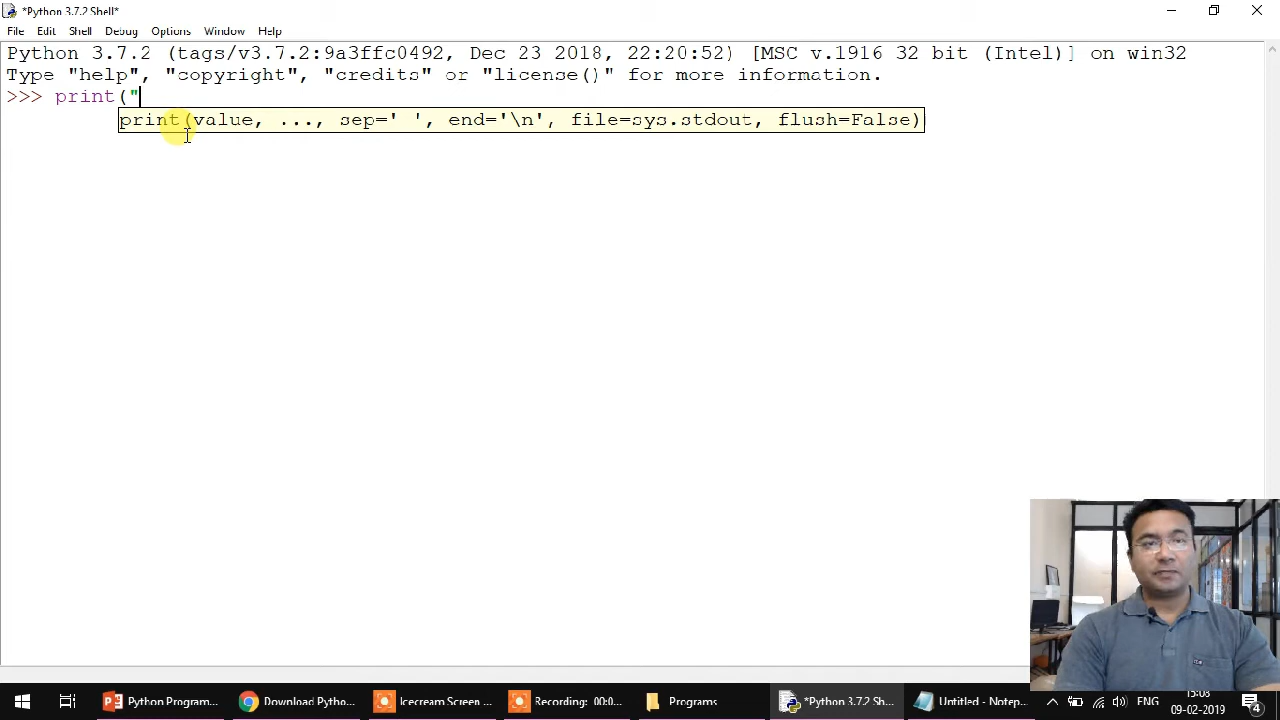 *Python 3.7.2 Shell*
File Edit Shell Debug Options Window Help
Python 3.7.2 (tags/v3.7.2:9a3ffc0492, Dec 23 2018, 22:20:52) [MSC v.1916 32 bit (Intel)] on win32
Type "help", "copyright", "credits" or "license()" for more information.
>>> print("
print(value, ..., sep=' ', end='\n', file=sys.stdout, flush=False)
Python Program... Download Pytho... Icecream Screen ... Recording: 00:0... Programs *Python 3.7.2 She... Untitled - Notep... ENG 15:08
09-02-2019 4